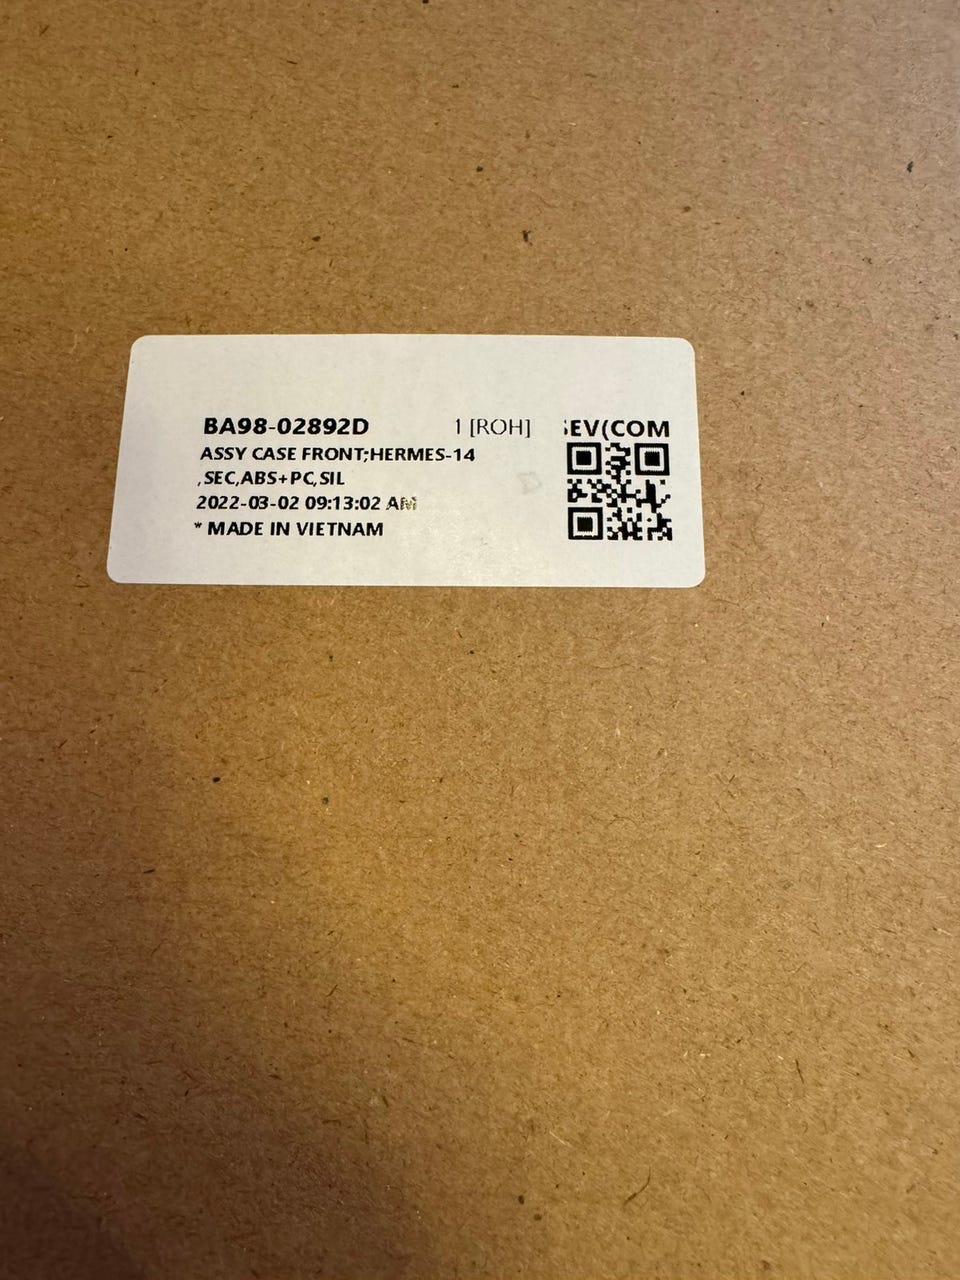 BA98-02892D 1 [ROH] SEV(COM
ASSY CASE FRONT;HERMES-14
,SEC,ABS+PC,SIL
2022-03-02 09:13:02 AM
* MADE IN VIETNAM